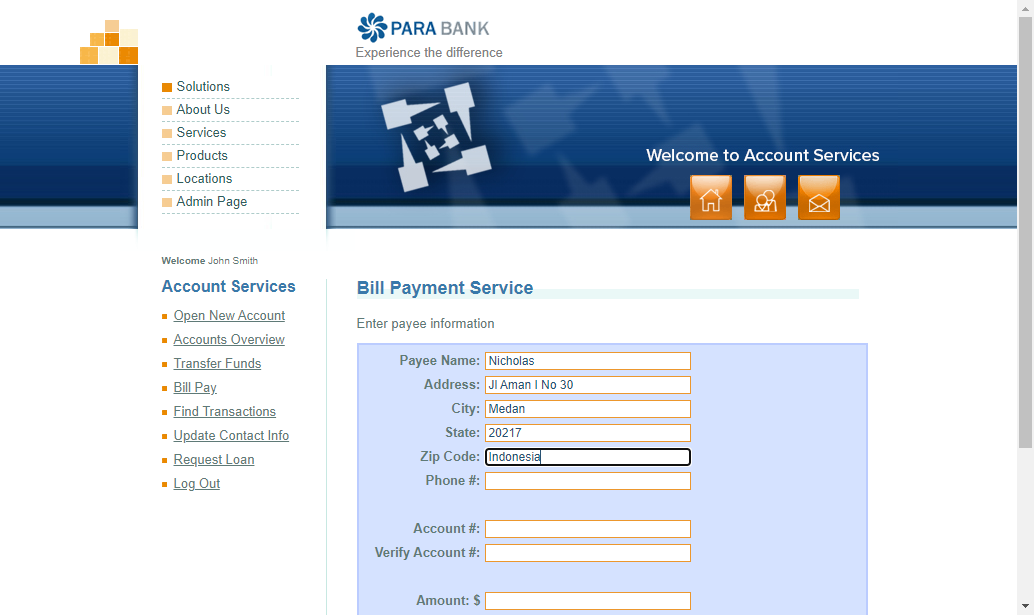 PARA BANK
Experience the difference
Solutions
About Us
Services
Products
Locations
Admin Page
Welcome to Account Services
Welcome John Smith
Account Services
Open New Account
Accounts Overview
Transfer Funds
Bill Pay
Find Transactions
Update Contact Info
Request Loan
Log Out
Bill Payment Service
Enter payee information
Payee Name: Nicholas
Address: Jl Aman I No 30
City: Medan
State: 20217
Zip Code: Indonesia
Phone #:
Account #:
Verify Account #:
Amount: $